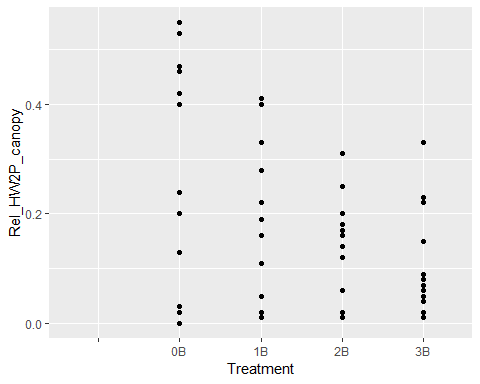 Rel_HW2P_canopy
0.4
0.2
0.0
0B 1B 2B 3B
Treatment